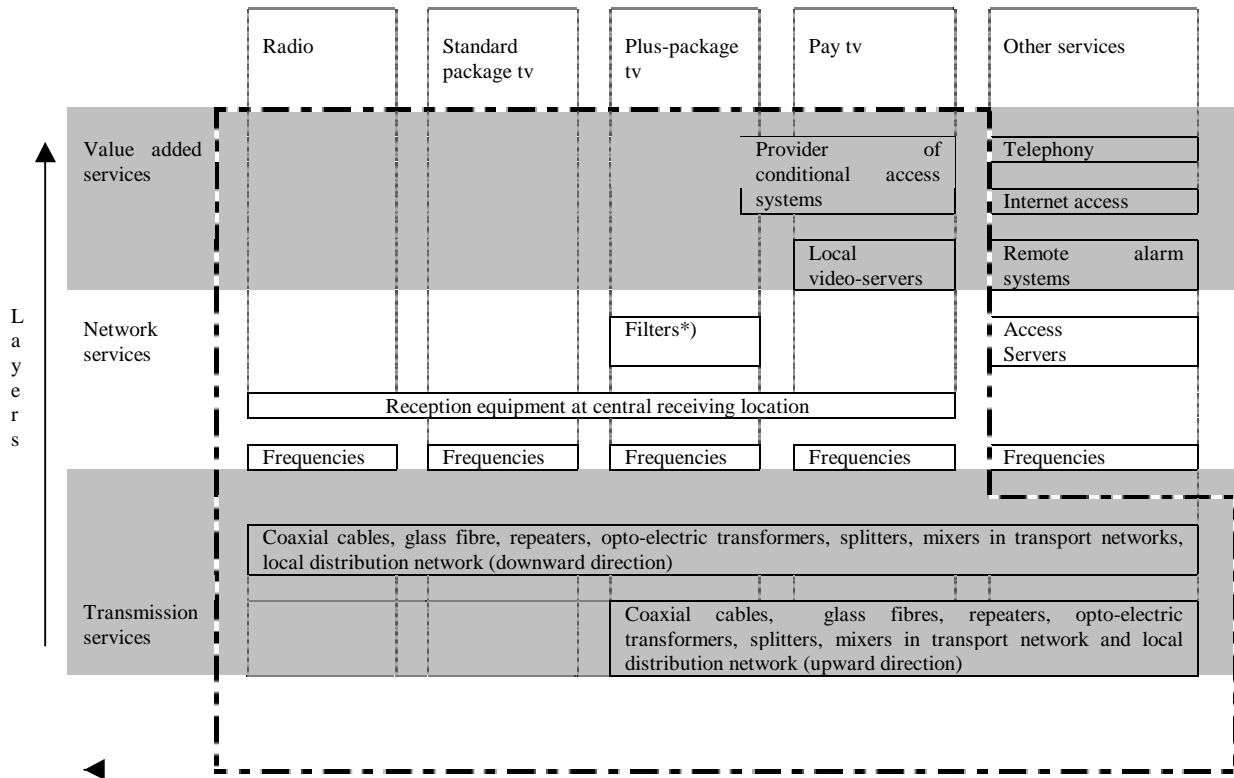 Radio
Standard
package tv
Plus-package
tv
Pay tv
Other services
Value added
services
Provider of
conditional access
systems
Telephony
Internet access
Local
video-servers
Remote alarm
systems
L
a
y
e
r
s
Network
services
Filters*)
Access
Servers
Reception equipment at central receiving location
Frequencies
Frequencies
Frequencies
Frequencies
Frequencies
Coaxial cables, glass fibre, repeaters, opto-electric transformers, splitters, mixers in transport networks,
local distribution network (downward direction)
Transmission
services
Coaxial cables, glass fibres, repeaters, opto-electric
transformers, splitters, mixers in transport network and local
distribution network (upward direction)